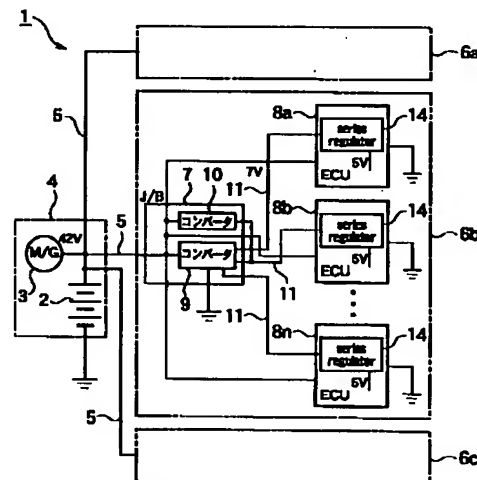 1
6a
5
8a
14
series
regulator
5V
ECU
7V
11
4
7
10
J/B
コンバータ
8b
14
series
regulator
5V
ECU
6b
42V
M/G
5
コンバータ
3
2
9
11
11
8n
14
series
regulator
5V
ECU
5
6c